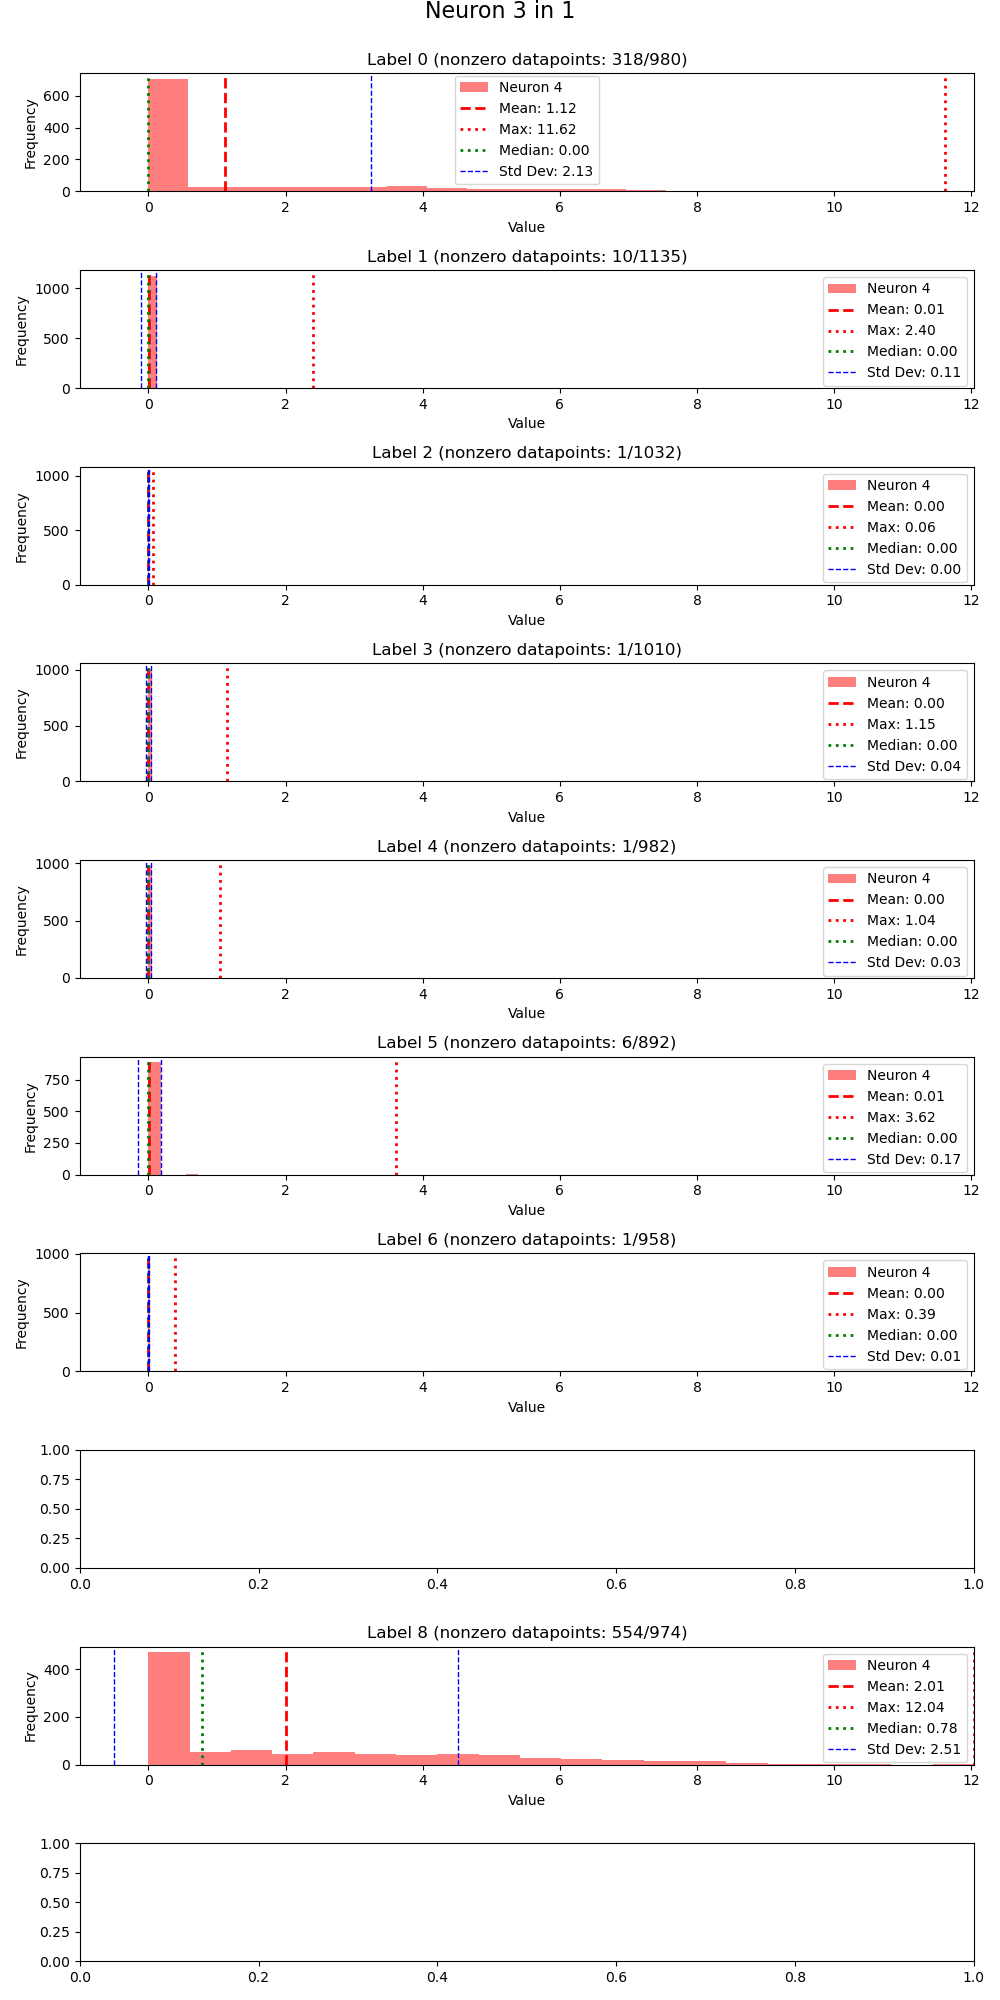 Neuron 3 in 1
Label 0 (nonzero datapoints: 318/980)
Frequency
600
400
200
0
Neuron 4
Mean: 1.12
Max: 11.62
Median: 0.00
Std Dev: 2.13
0 2 4 6 8 10 12
Value
Label 1 (nonzero datapoints: 10/1135)
Frequency
1000
500
0
Neuron 4
Mean: 0.01
Max: 2.40
Median: 0.00
Std Dev: 0.11
0 2 4 6 8 10 12
Value
Label 2 (nonzero datapoints: 1/1032)
Frequency
1000
500
0
Neuron 4
Mean: 0.00
Max: 0.06
Median: 0.00
Std Dev: 0.00
0 2 4 6 8 10 12
Value
Label 3 (nonzero datapoints: 1/1010)
Frequency
1000
500
0
Neuron 4
Mean: 0.00
Max: 1.15
Median: 0.00
Std Dev: 0.04
0 2 4 6 8 10 12
Value
Label 4 (nonzero datapoints: 1/982)
Frequency
1000
500
0
Neuron 4
Mean: 0.00
Max: 1.04
Median: 0.00
Std Dev: 0.03
0 2 4 6 8 10 12
Value
Label 5 (nonzero datapoints: 6/892)
Frequency
750
500
250
0
Neuron 4
Mean: 0.01
Max: 3.62
Median: 0.00
Std Dev: 0.17
0 2 4 6 8 10 12
Value
Label 6 (nonzero datapoints: 1/958)
Frequency
1000
500
0
Neuron 4
Mean: 0.00
Max: 0.39
Median: 0.00
Std Dev: 0.01
0 2 4 6 8 10 12
Value
1.00
0.75
0.50
0.25
0.00
0.0 0.2 0.4 0.6 0.8 1.0
Label 8 (nonzero datapoints: 554/974)
Frequency
400
200
0
Neuron 4
Mean: 2.01
Max: 12.04
Median: 0.78
Std Dev: 2.51
0 2 4 6 8 10 12
Value
1.00
0.75
0.50
0.25
0.00
0.0 0.2 0.4 0.6 0.8 1.0